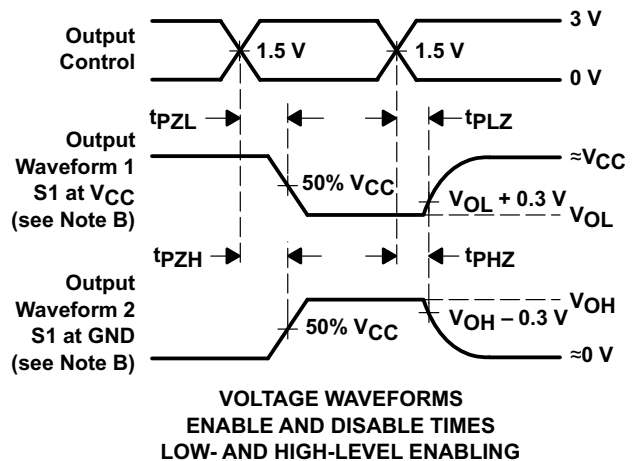 Output
Control
1.5 V
1.5 V
3 V
0 V
tPZL
tPLZ
Output
Waveform 1
S1 at VCC
(see Note B)
50% VCC
≈VCC
VOL + 0.3 V
VOL
tPZH
tPHZ
Output
Waveform 2
S1 at GND
(see Note B)
50% VCC
VOH
VOH – 0.3 V
≈0 V
VOLTAGE WAVEFORMS
ENABLE AND DISABLE TIMES
LOW- AND HIGH-LEVEL ENABLING